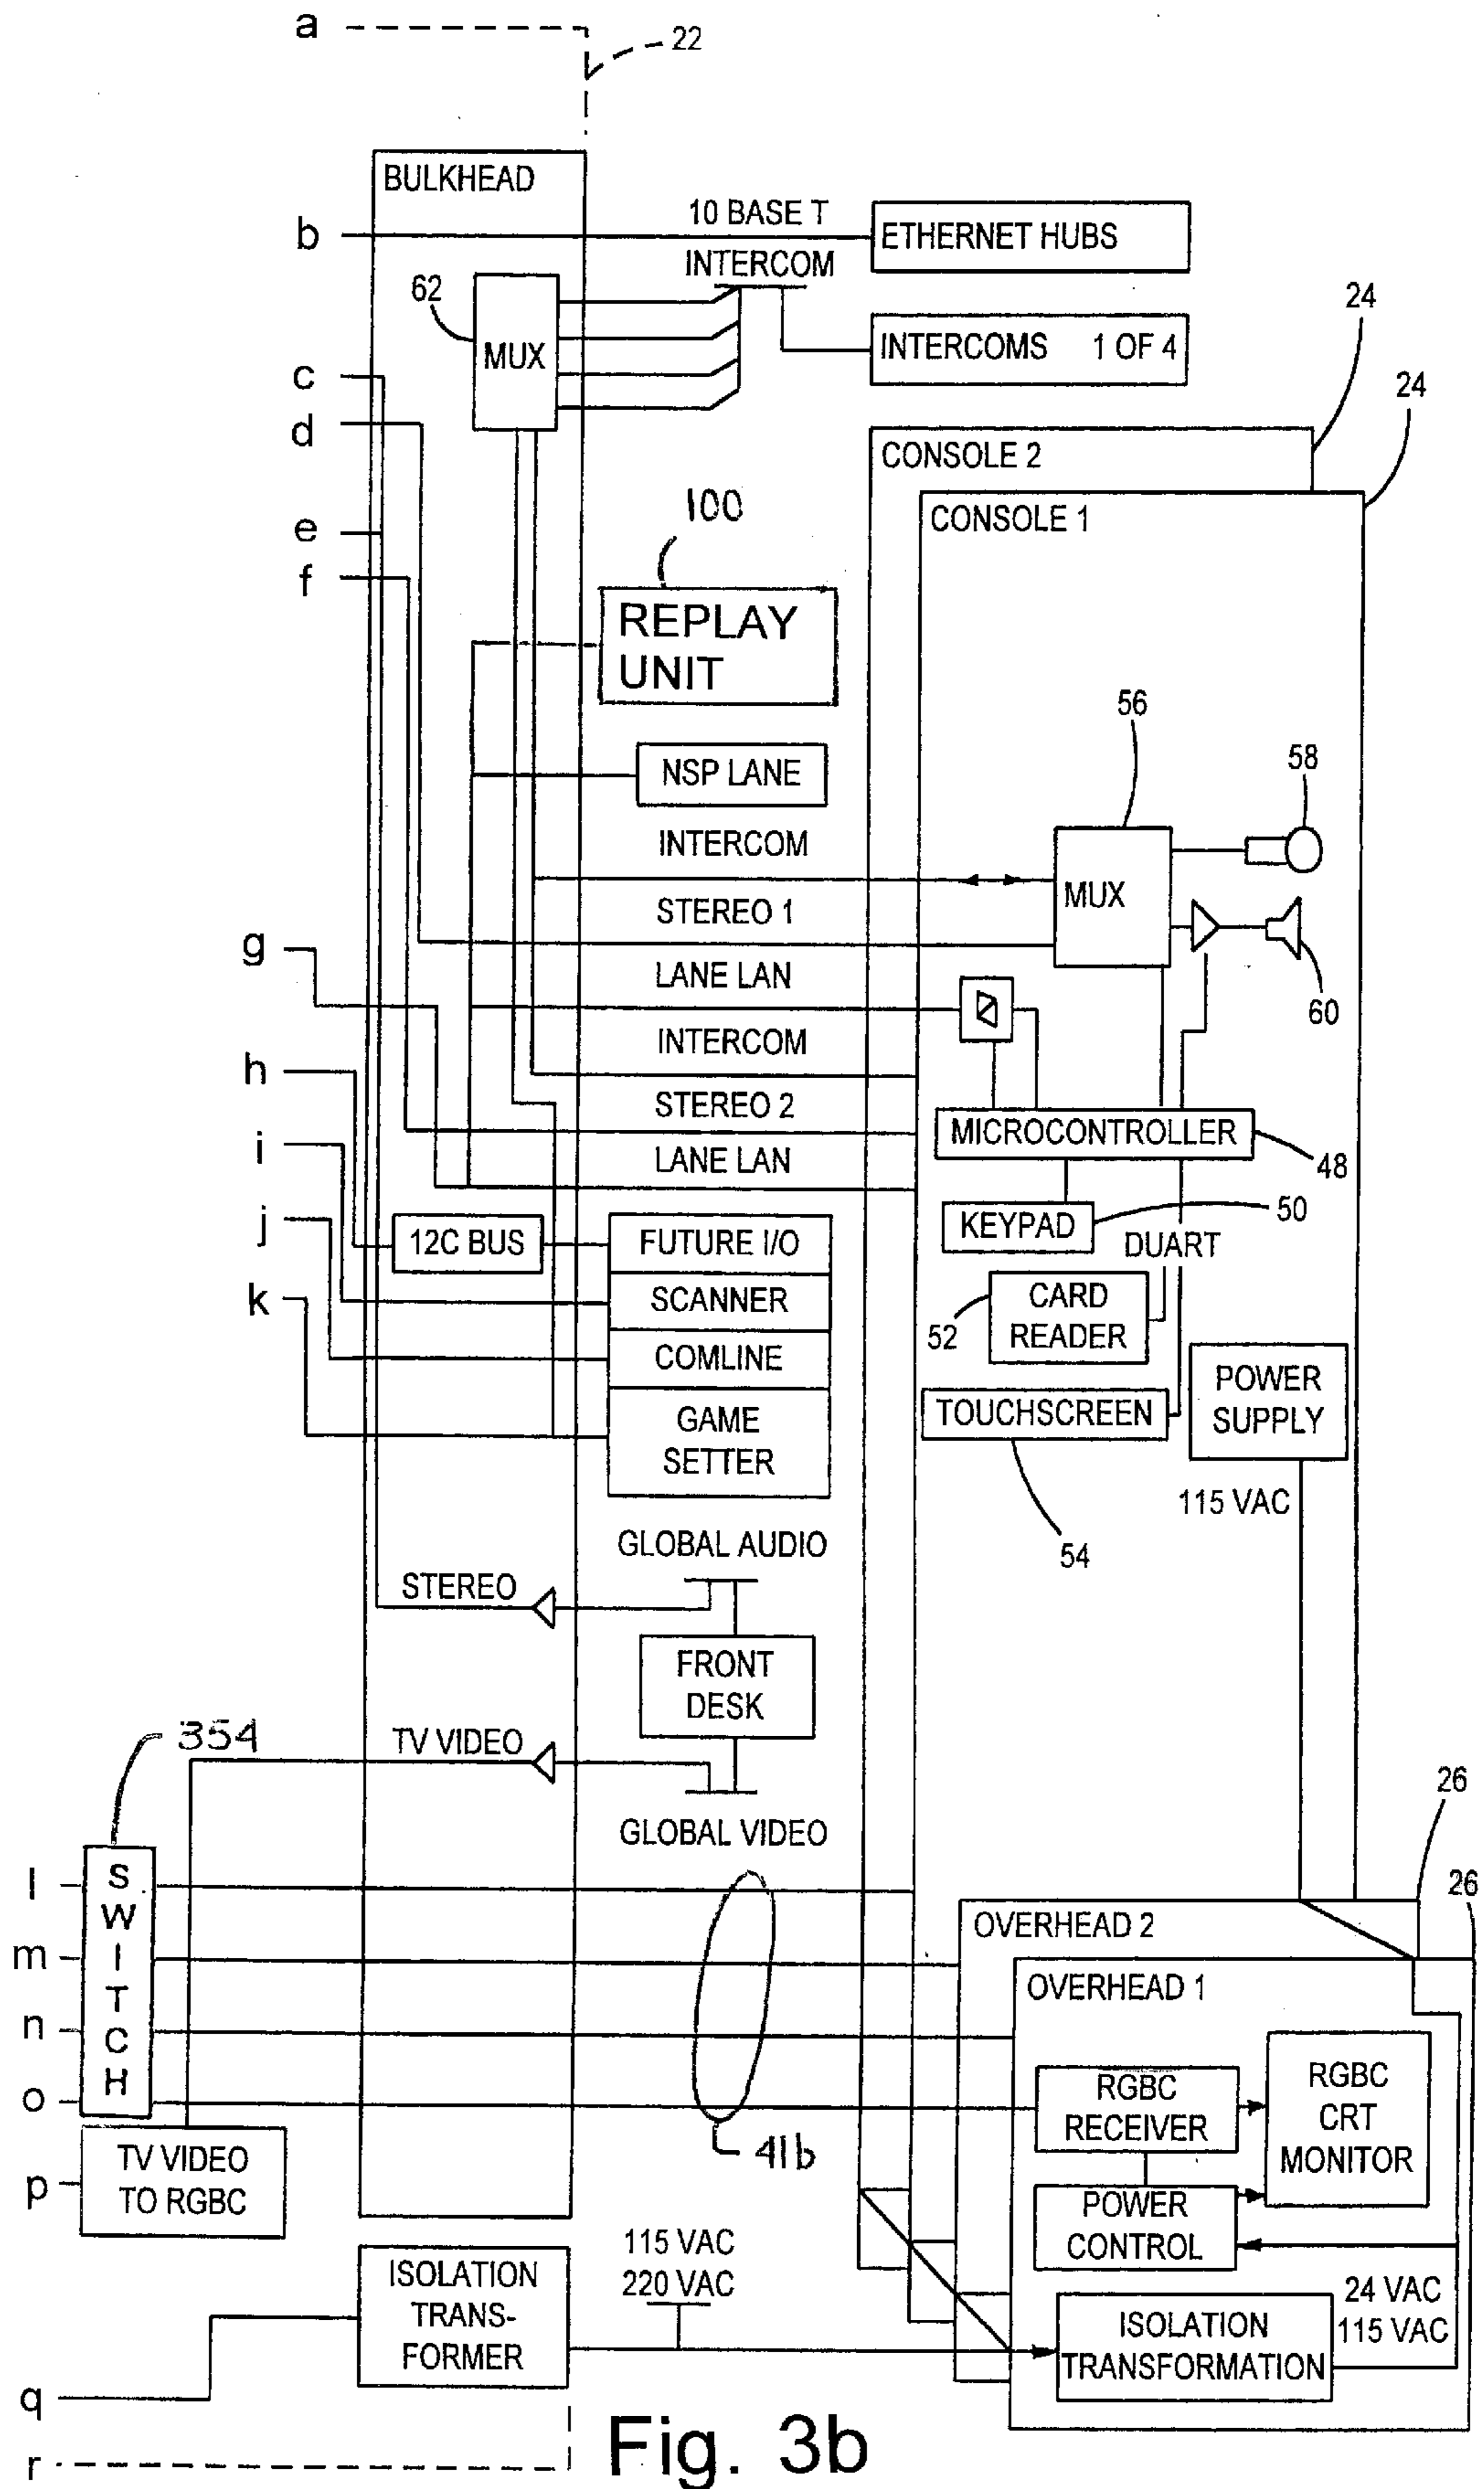 a
22
BULKHEAD
b
10 BASE T
ETHERNET HUBS
INTERCOM
62
MUX
INTERCOMS 1 OF 4
24
24
c
d
CONSOLE 2
CONSOLE 1
100
e
f
REPLAY
UNIT
56
58
NSP LANE
INTERCOM
MUX
STEREO 1
g
LANE LAN
60
INTERCOM
h
STEREO 2
MICROCONTROLLER
i
LANE LAN
48
j
KEYPAD
50
12C BUS
FUTURE I/O
DUART
k
SCANNER
CARD
READER
52
COMLINE
POWER
SUPPLY
GAME
SETTER
TOUCHSCREEN
115 VAC
54
GLOBAL AUDIO
STEREO
FRONT
DESK
354
TV VIDEO
26
GLOBAL VIDEO
l
SWITCH
26
OVERHEAD 2
m
OVERHEAD 1
n
RGBC
RECEIVER
RGBC
CRT
MONITOR
o
41b
TV VIDEO
TO RGBC
p
POWER
CONTROL
115 VAC
220 VAC
ISOLATION
TRANS-
FORMER
24 VAC
115 VAC
ISOLATION
TRANSFORMATION
q
Fig. 3b
r